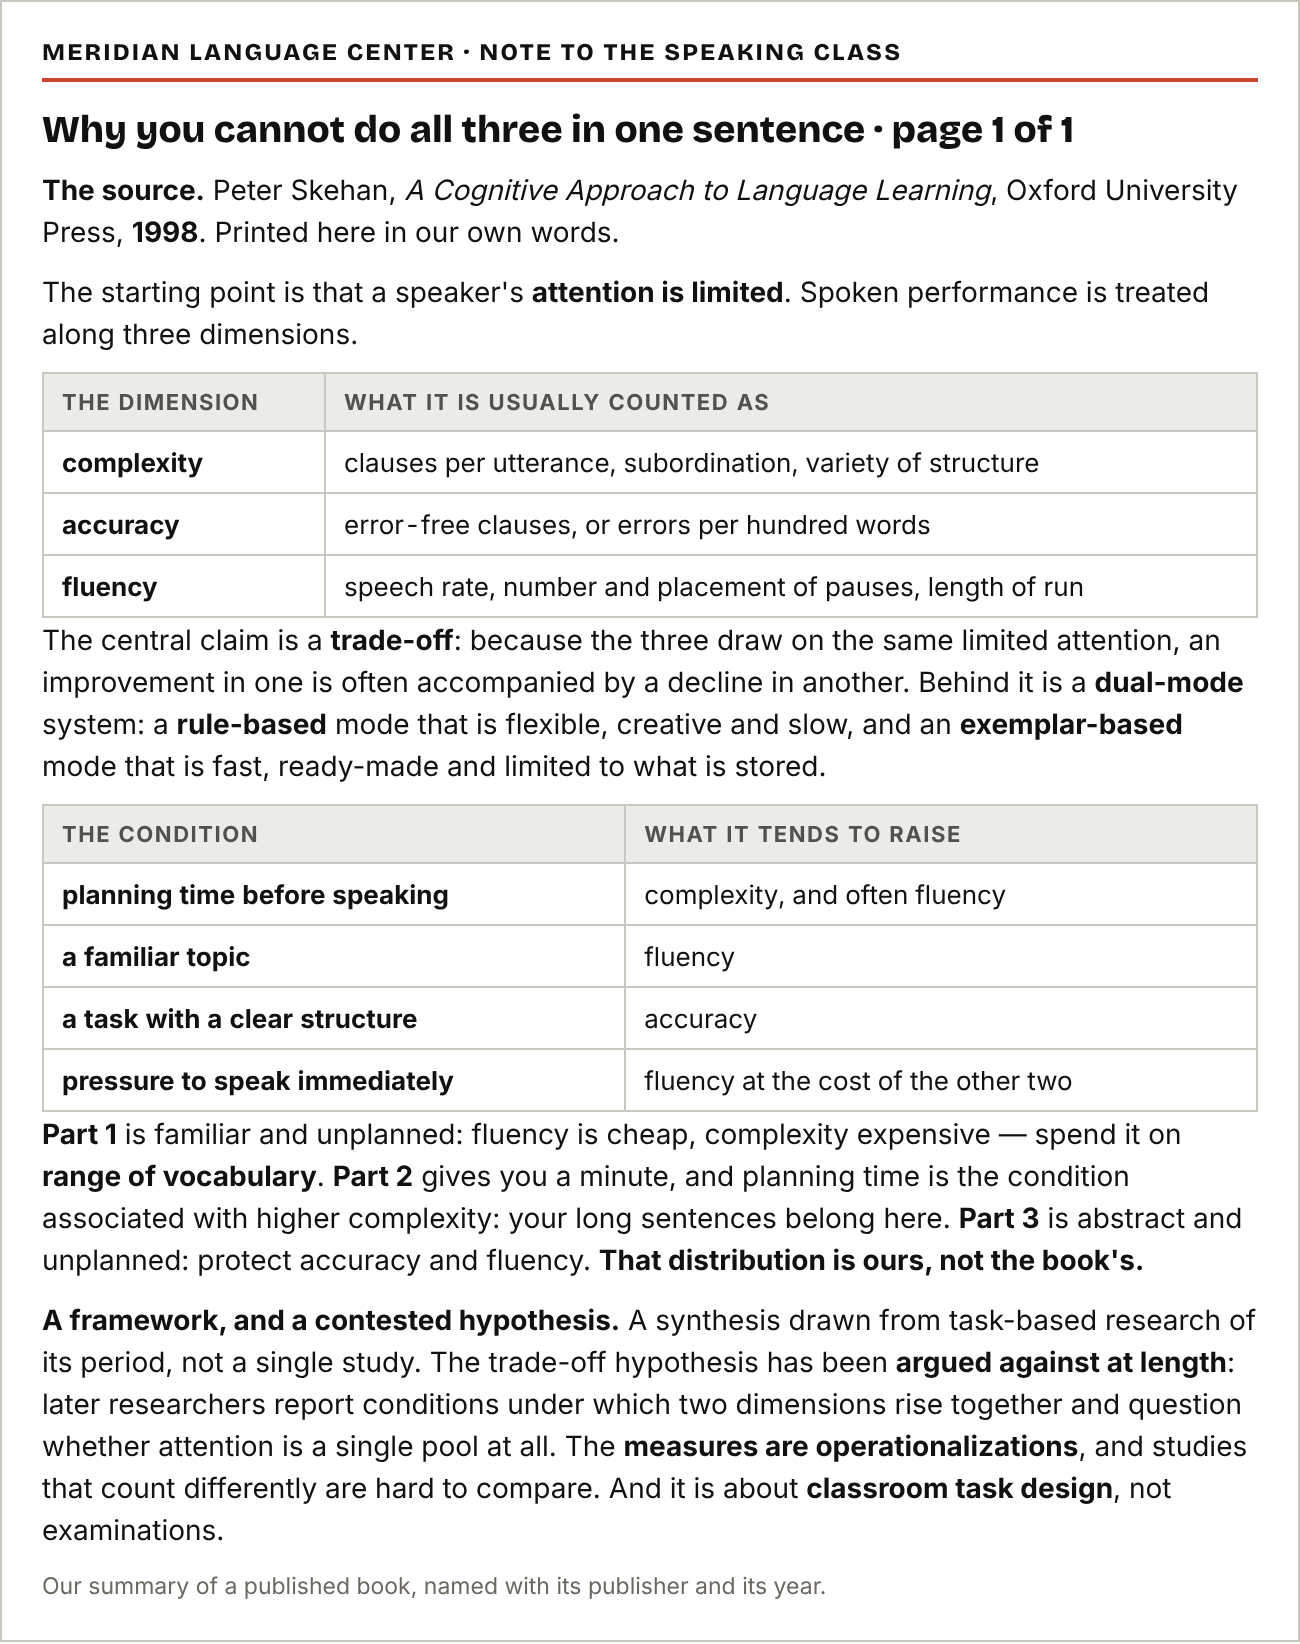 MERIDIAN LANGUAGE CENTER · NOTE TO THE SPEAKING CLASS
Why you cannot do all three in one sentence · page 1 of 1
The source. Peter Skehan, A Cognitive Approach to Language Learning, Oxford University
Press, 1998. Printed here in our own words.
The starting point is that a speaker's attention is limited. Spoken performance is treated
along three dimensions.
THE DIMENSION WHAT IT IS USUALLY COUNTED AS
complexity clauses per utterance, subordination, variety of structure
accuracy error-free clauses, or errors per hundred words
fluency speech rate, number and placement of pauses, length of run
The central claim is a trade-off: because the three draw on the same limited attention, an
improvement in one is often accompanied by a decline in another. Behind it is a dual-mode
system: a rule-based mode that is flexible, creative and slow, and an exemplar-based
mode that is fast, ready-made and limited to what is stored.
THE CONDITION WHAT IT TENDS TO RAISE
planning time before speaking complexity, and often fluency
a familiar topic fluency
a task with a clear structure accuracy
pressure to speak immediately fluency at the cost of the other two
Part 1 is familiar and unplanned: fluency is cheap, complexity expensive — spend it on
range of vocabulary. Part 2 gives you a minute, and planning time is the condition
associated with higher complexity: your long sentences belong here. Part 3 is abstract and
unplanned: protect accuracy and fluency. That distribution is ours, not the book's.
A framework, and a contested hypothesis. A synthesis drawn from task-based research of
its period, not a single study. The trade-off hypothesis has been argued against at length:
later researchers report conditions under which two dimensions rise together and question
whether attention is a single pool at all. The measures are operationalizations, and studies
that count differently are hard to compare. And it is about classroom task design, not
examinations.
Our summary of a published book, named with its publisher and its year.